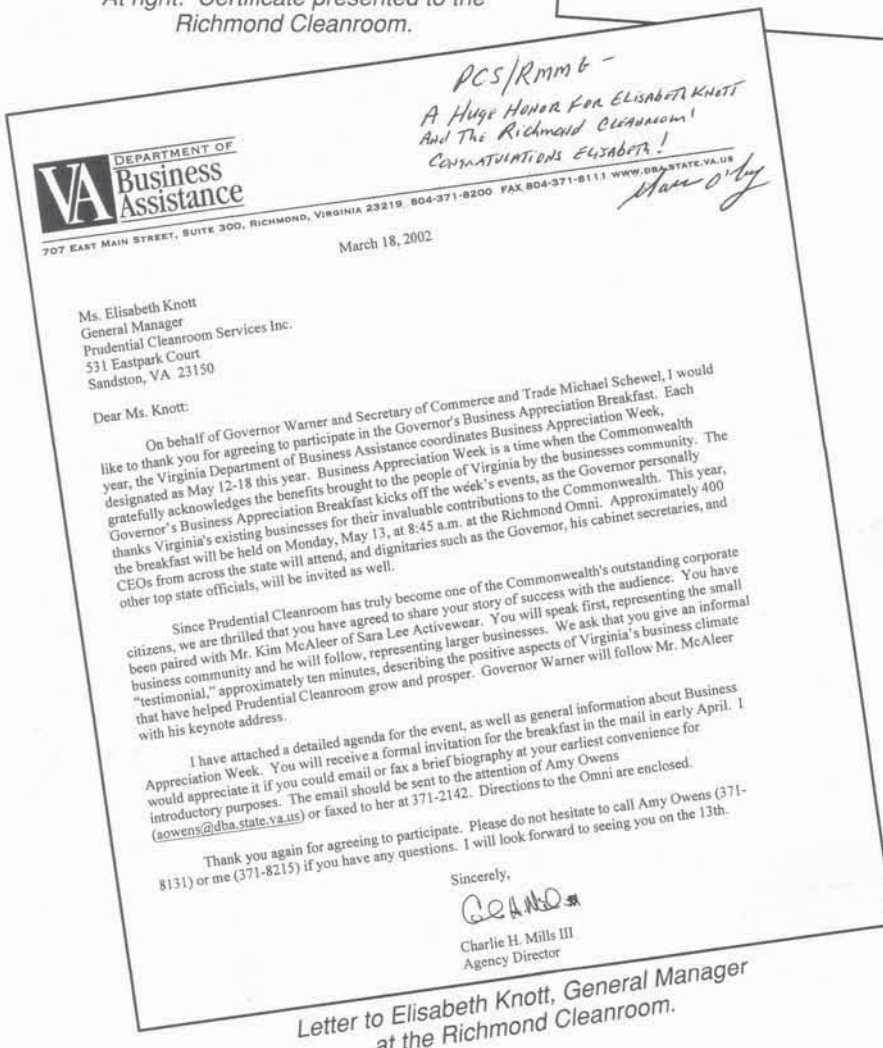 At right: Certificate presented to the
Richmond Cleanroom.
PCS/RMMG -
A Huge Honor For Elisabeth Knott
And The Richmond Cleanroom!
Congratulations Elisabeth!
VA
DEPARTMENT OF
Business
Assistance
707 EAST MAIN STREET, SUITE 300, RICHMOND, VIRGINIA 23219 804-371-8200 FAX 804-371-8111 WWW.DBA.STATE.VA.US
March 18, 2002
Ms. Elisabeth Knott
General Manager
Prudential Cleanroom Services Inc.
531 Eastpark Court
Sandston, VA 23150
Dear Ms. Knott:
On behalf of Governor Warner and Secretary of Commerce and Trade Michael Schewel, I would
like to thank you for agreeing to participate in the Governor's Business Appreciation Breakfast. Each
year, the Virginia Department of Business Assistance coordinates Business Appreciation Week,
designated as May 12-18 this year. Business Appreciation Week is a time when the Commonwealth
gratefully acknowledges the benefits brought to the people of Virginia by the businesses community. The
Governor's Business Appreciation Breakfast kicks off the week's events, as the Governor personally
thanks Virginia's existing businesses for their invaluable contributions to the Commonwealth. This year,
the breakfast will be held on Monday, May 13, at 8:45 a.m. at the Richmond Omni. Approximately 400
CEOs from across the state will attend, and dignitaries such as the Governor, his cabinet secretaries, and
other top state officials, will be invited as well.
Since Prudential Cleanroom has truly become one of the Commonwealth's outstanding corporate
citizens, we are thrilled that you have agreed to share your story of success with the audience. You have
been paired with Mr. Kim McAleer of Sara Lee Activewear. You will speak first, representing the small
business community and he will follow, representing larger businesses. We ask that you give an informal
"testimonial," approximately ten minutes, describing the positive aspects of Virginia's business climate
that have helped Prudential Cleanroom grow and prosper. Governor Warner will follow Mr. McAleer
with his keynote address.
I have attached a detailed agenda for the event, as well as general information about Business
Appreciation Week. You will receive a formal invitation for the breakfast in the mail in early April. I
would appreciate it if you could email or fax a brief biography at your earliest convenience for
introductory purposes. The email should be sent to the attention of Amy Owens
(aowens@dba.state.va.us) or faxed to her at 371-2142. Directions to the Omni are enclosed.
Thank you again for agreeing to participate. Please do not hesitate to call Amy Owens (371-
8131) or me (371-8215) if you have any questions. I will look forward to seeing you on the 13th.
Sincerely,
Charlie H. Mills III
Agency Director
Letter to Elisabeth Knott, General Manager
at the Richmond Cleanroom.